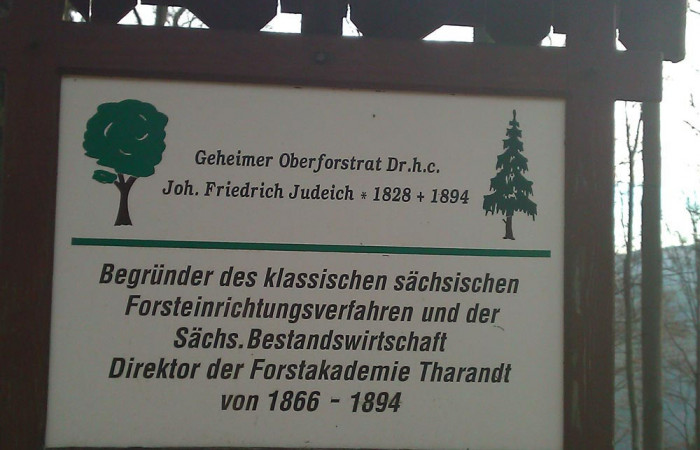 Geheimer Oberforstrat Dr.h.c.
Joh. Friedrich Judeich * 1828 + 1894
Begründer des klassischen sächsischen
Forsteinrichtungsverfahren und der
Sächs. Bestandswirtschaft
Direktor der Forstakademie Tharandt
von 1866 - 1894